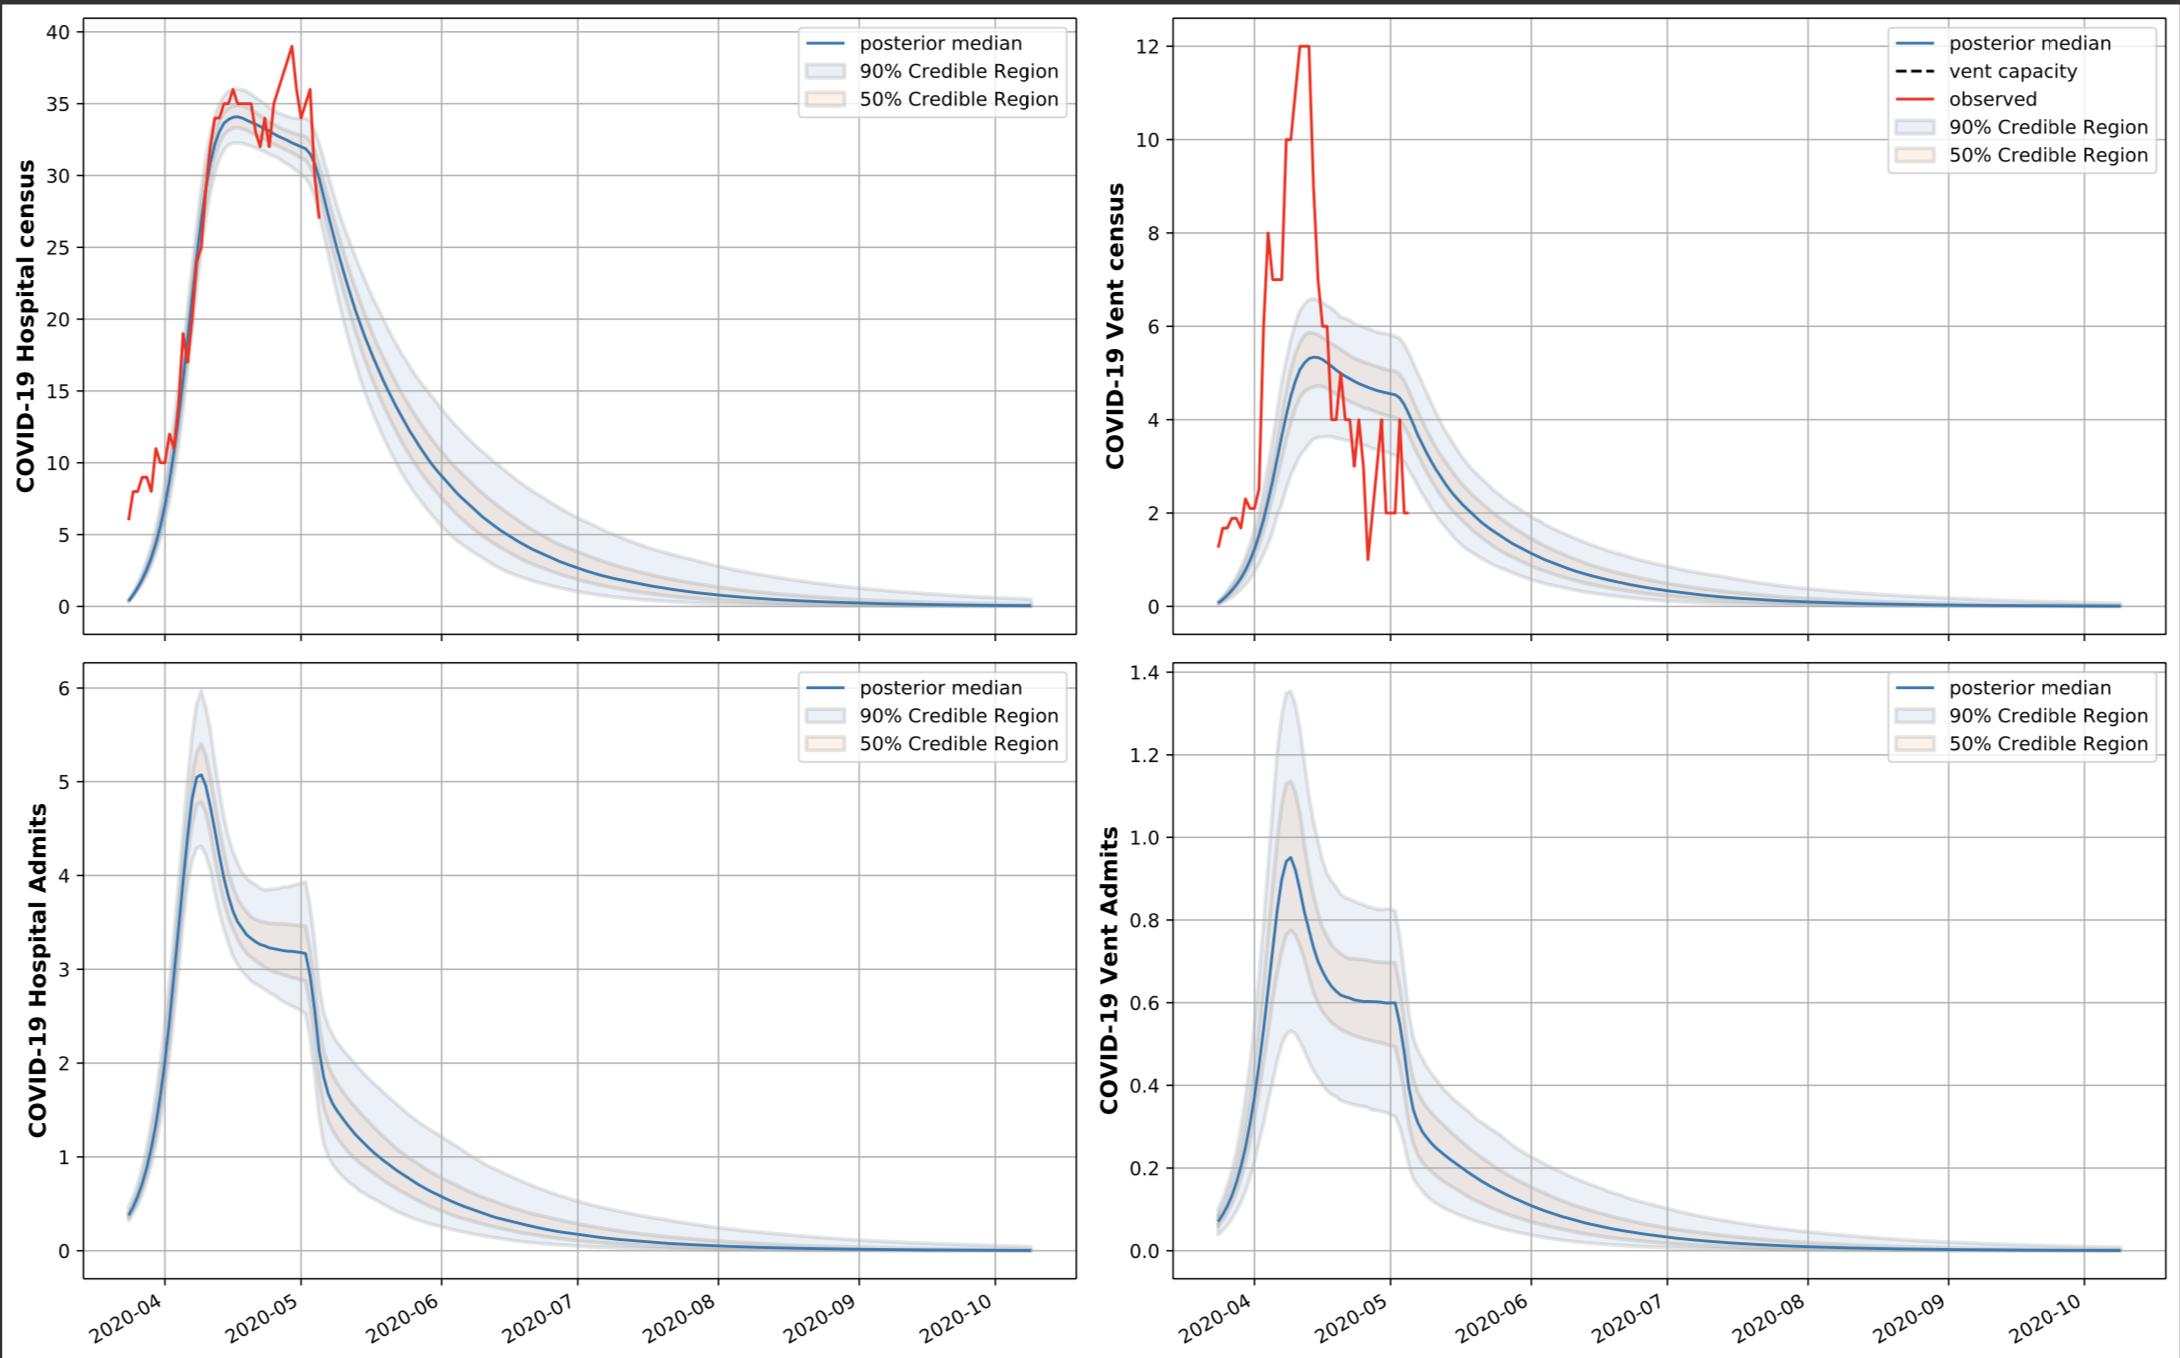 COVID-19 Hospital census
40
35
30
25
20
15
10
5
0
posterior median
90% Credible Region
50% Credible Region
COVID-19 Vent census
12
10
8
6
4
2
0
posterior median
vent capacity
observed
90% Credible Region
50% Credible Region
COVID-19 Hospital Admits
6
5
4
3
2
1
0
posterior median
90% Credible Region
50% Credible Region
2020-04
2020-05
2020-06
2020-07
2020-08
2020-09
2020-10
COVID-19 Vent Admits
1.4
1.2
1.0
0.8
0.6
0.4
0.2
0.0
posterior median
90% Credible Region
50% Credible Region
2020-04
2020-05
2020-06
2020-07
2020-08
2020-09
2020-10